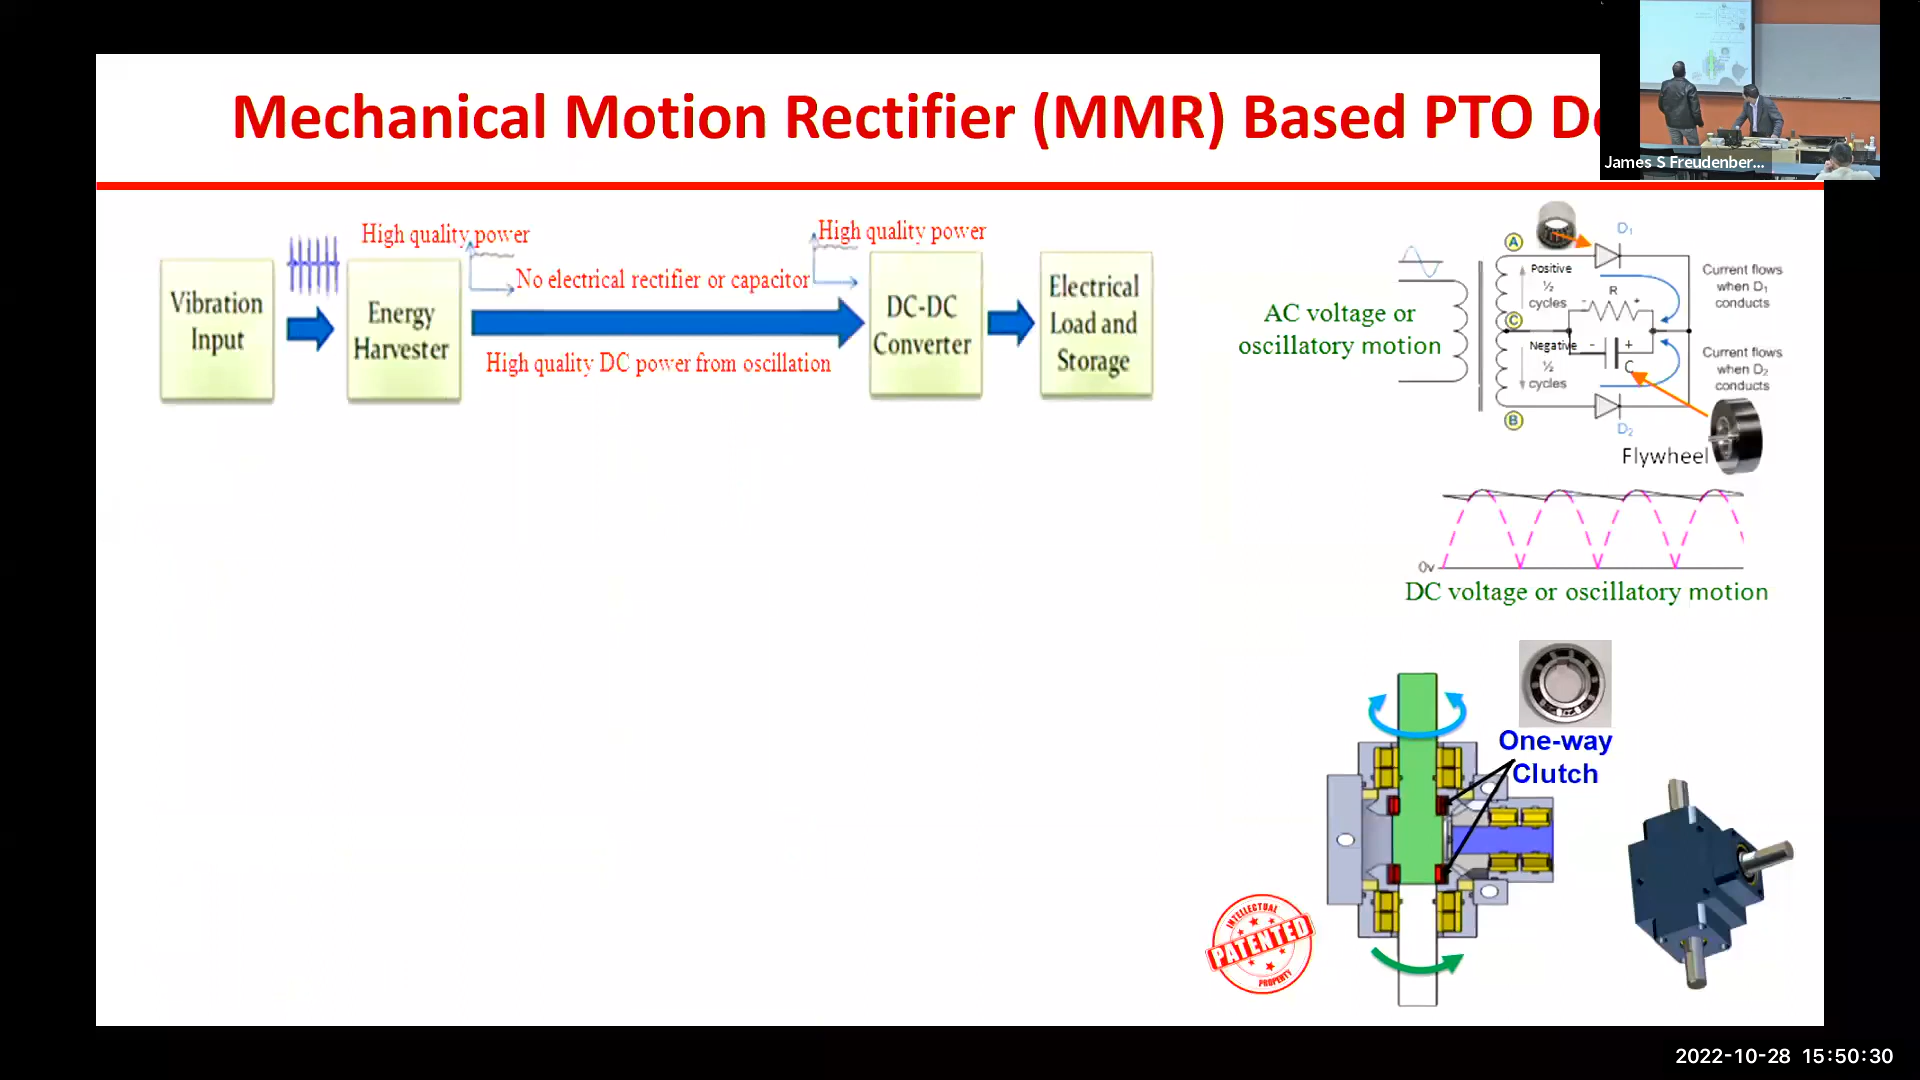 Mechanical Motion Rectifier (MMR) Based PTO De
James S Freudenber...
Vibration
Input
High quality power
Energy
Harvester
No electrical rectifier or capacitor
High quality DC power from oscillation
High quality power
DC-DC
Converter
Electrical
Load and
Storage
AC voltage or
oscillatory motion
A
D1
Positive
½
cycles
R
- +
C
Negative
½
cycles
- +
C
B
D2
Current flows
when D1
conducts
Current flows
when D2
conducts
Flywheel
0v
DC voltage or oscillatory motion
One-way
Clutch
INTELLECTUAL
PATENTED
PROPERTY
2022-10-28 15:50:30